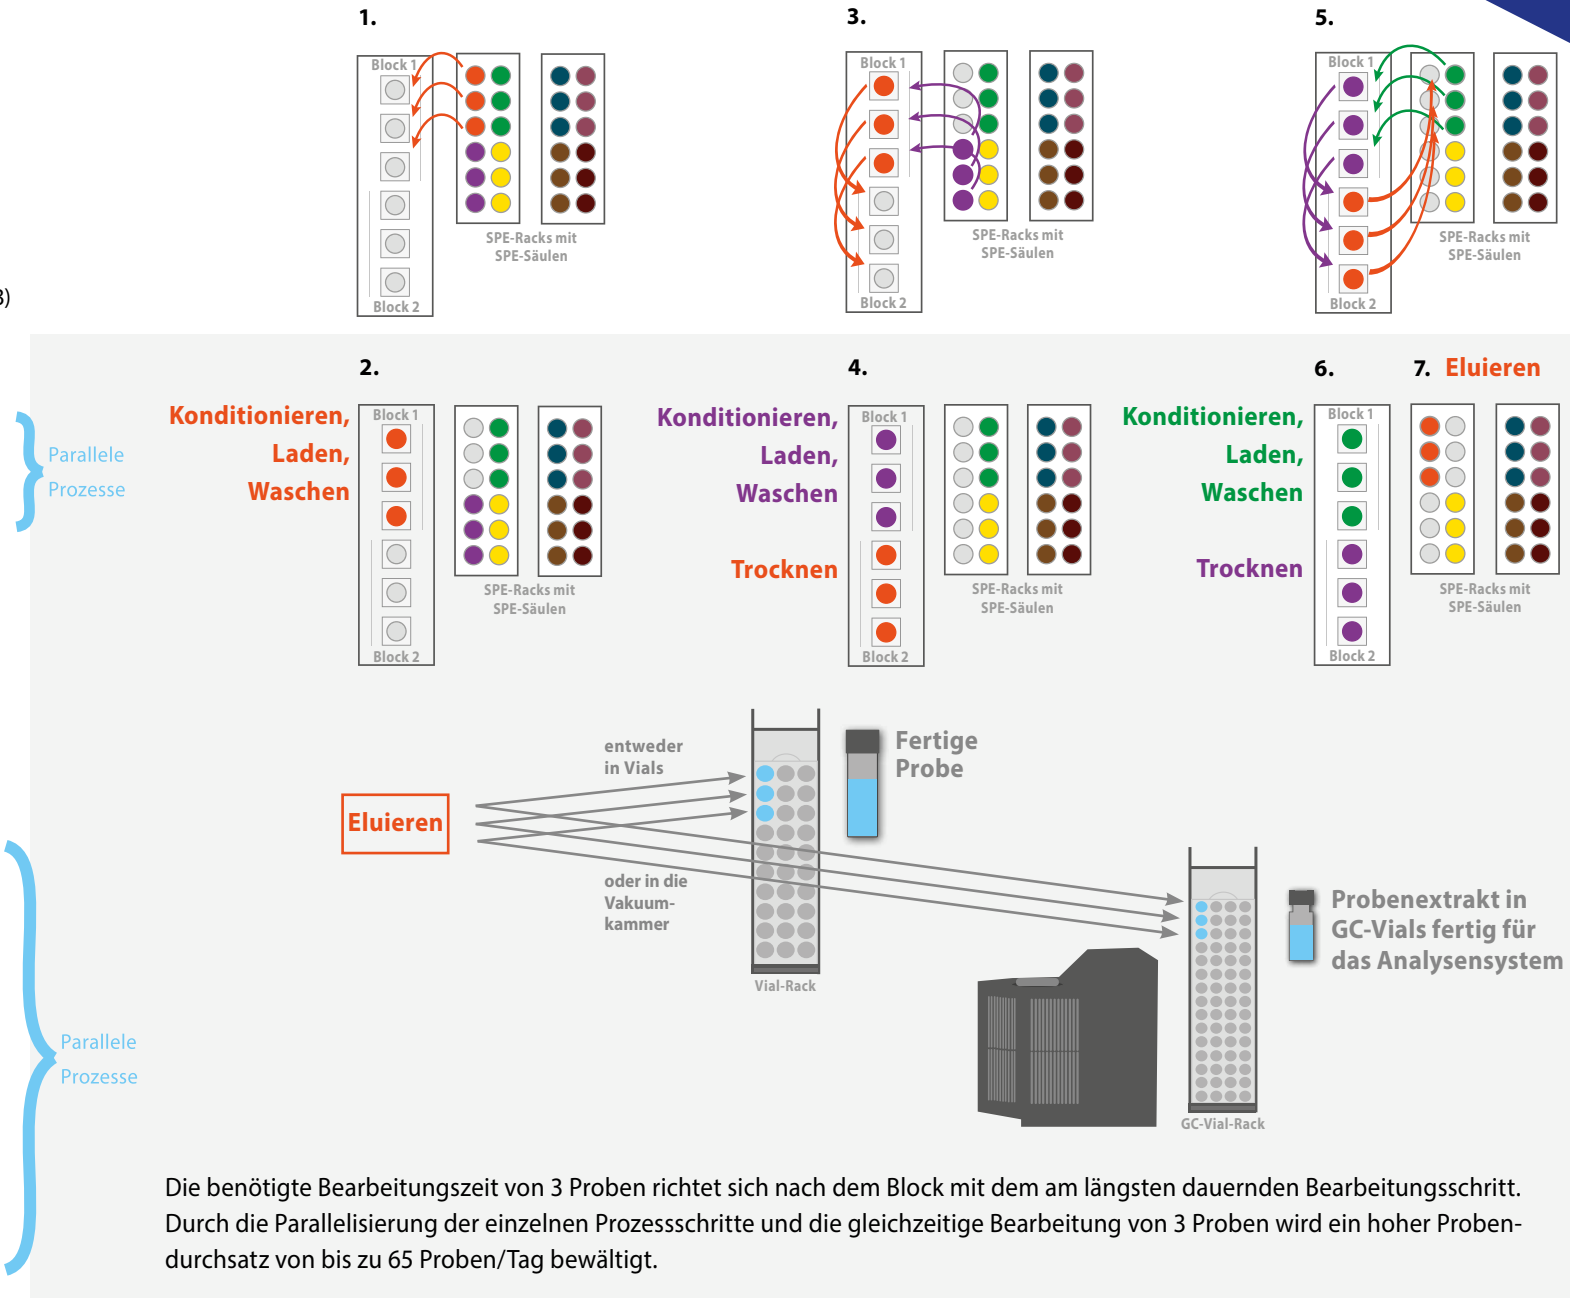 1.
Block 1
Block 2
SPE-Racks mit
SPE-Säulen
3.
Block 1
Block 2
SPE-Racks mit
SPE-Säulen
5.
Block 1
Block 2
SPE-Racks mit
SPE-Säulen
3)
Parallele
Prozesse
2.
Konditionieren,
Laden,
Waschen
Block 1
Block 2
SPE-Racks mit
SPE-Säulen
4.
Konditionieren,
Laden,
Waschen
Trocknen
Block 1
Block 2
SPE-Racks mit
SPE-Säulen
6.
Konditionieren,
Laden,
Waschen
Trocknen
Block 1
Block 2
7. Eluieren
SPE-Racks mit
SPE-Säulen
Eluieren
entweder
in Vials
oder in die
Vakuum-
kammer
Vial-Rack
Fertige
Probe
GC-Vial-Rack
Probenextrakt in
GC-Vials fertig für
das Analysensystem
Parallele
Prozesse
Die benötigte Bearbeitungszeit von 3 Proben richtet sich nach dem Block mit dem am längsten dauernden Bearbeitungsschritt.
Durch die Parallelisierung der einzelnen Prozessschritte und die gleichzeitige Bearbeitung von 3 Proben wird ein hoher Proben-
durchsatz von bis zu 65 Proben/Tag bewältigt.